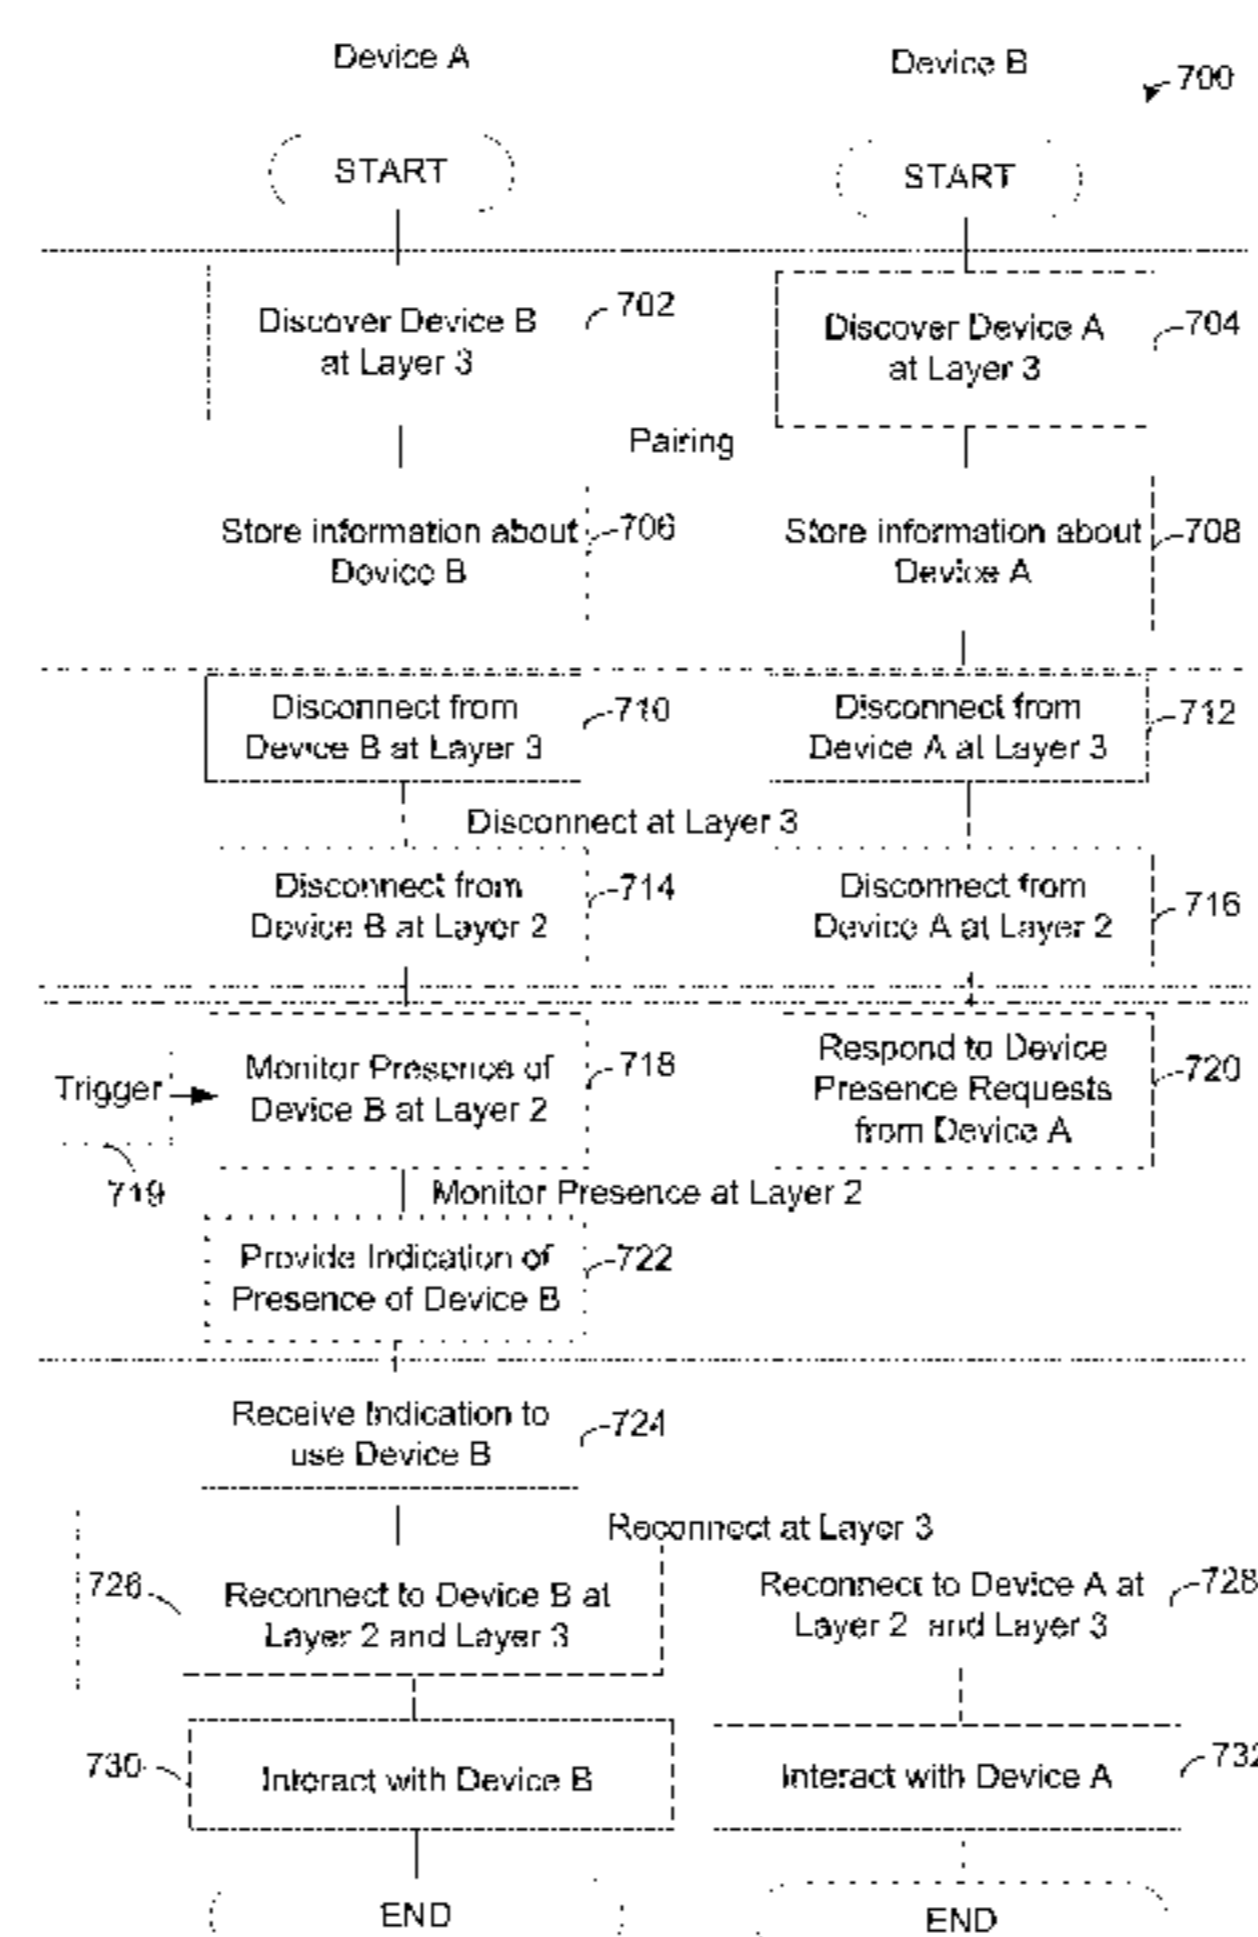 Device A
Device B
700
START
START
Discover Device B
at Layer 3
702
Discover Device A
at Layer 3
704
Pairing
Store information about
Device B
706
Store information about
Device A
708
Disconnect from
Device B at Layer 3
710
Disconnect from
Device A at Layer 3
712
Disconnect at Layer 3
Disconnect from
Device B at Layer 2
714
Disconnect from
Device A at Layer 2
716
Trigger
719
Monitor Presence of
Device B at Layer 2
718
Respond to Device
Presence Requests
from Device A
720
Monitor Presence at Layer 2
Provide Indication of
Presence of Device B
722
Receive Indication to
use Device B
724
Reconnect at Layer 3
726
Reconnect to Device B at
Layer 2 and Layer 3
Reconnect to Device A at
Layer 2 and Layer 3
728
730
Interact with Device B
Interact with Device A
732
END
END